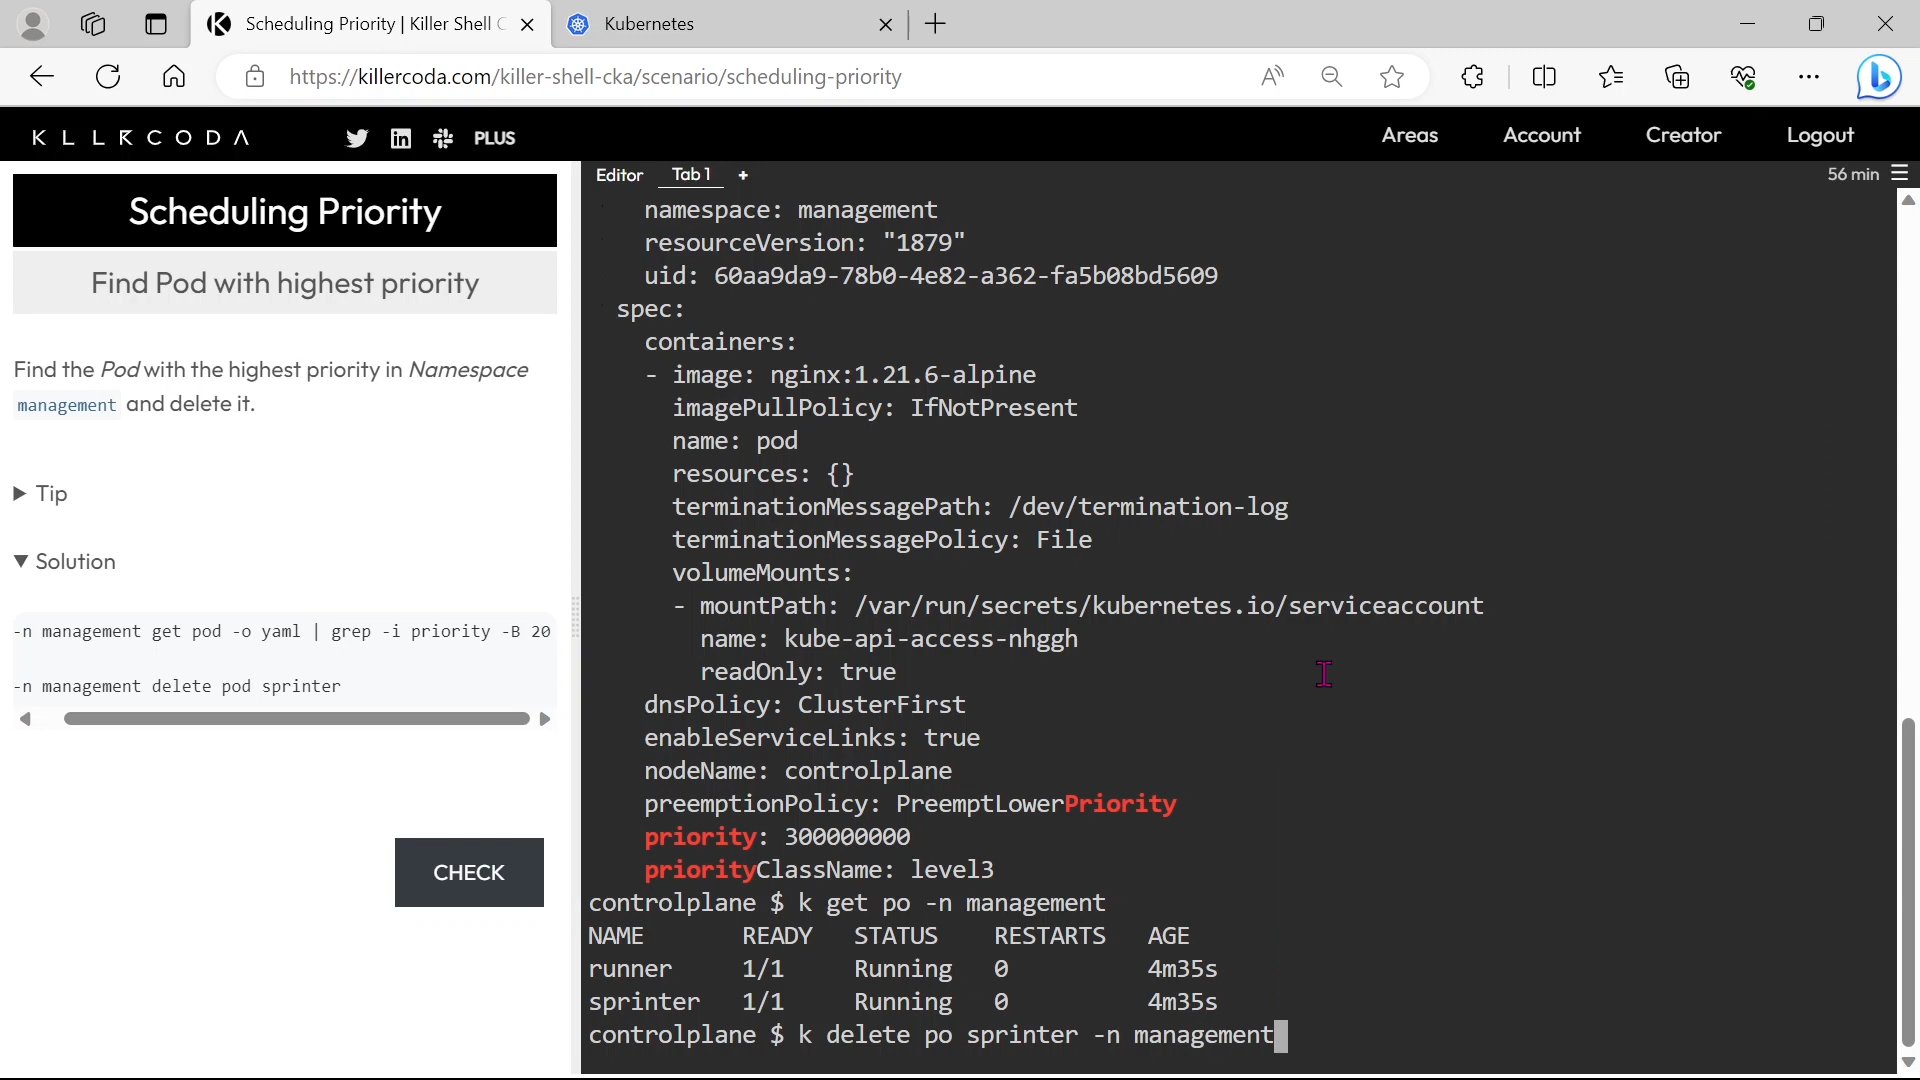 Scheduling Priority | Killer Shell C
Kubernetes
https://killercoda.com/killer-shell-cka/scenario/scheduling-priority
KLLRCODA
PLUS
Areas
Account
Creator
Logout
Scheduling Priority
Find Pod with highest priority
Find the Pod with the highest priority in Namespace
management and delete it.
▶ Tip
▼ Solution
-n management get pod -o yaml | grep -i priority -B 20
-n management delete pod sprinter
CHECK
Editor
Tab 1
+
56 min
namespace: management
resourceVersion: "1879"
uid: 60aa9da9-78b0-4e82-a362-fa5b08bd5609
spec:
containers:
- image: nginx:1.21.6-alpine
imagePullPolicy: IfNotPresent
name: pod
resources: {}
terminationMessagePath: /dev/termination-log
terminationMessagePolicy: File
volumeMounts:
- mountPath: /var/run/secrets/kubernetes.io/serviceaccount
name: kube-api-access-nhggh
readOnly: true
dnsPolicy: ClusterFirst
enableServiceLinks: true
nodeName: controlplane
preemptionPolicy: PreemptLowerPriority
priority: 300000000
priorityClassName: level3
controlplane $ k get po -n management
NAME READY STATUS RESTARTS AGE
runner 1/1 Running 0 4m35s
sprinter 1/1 Running 0 4m35s
controlplane $ k delete po sprinter -n management